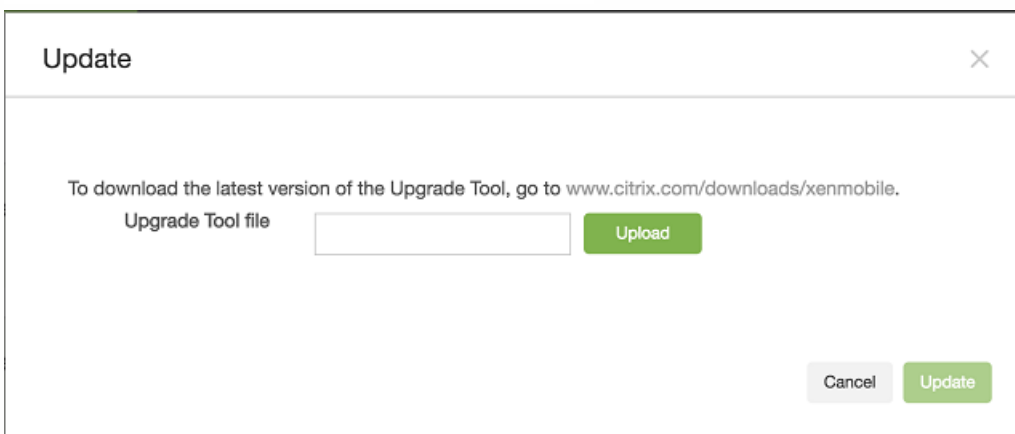 Update
To download the latest version of the Upgrade Tool, go to www.citrix.com/downloads/xenmobile.
Upgrade Tool file
Upload
Cancel
Update